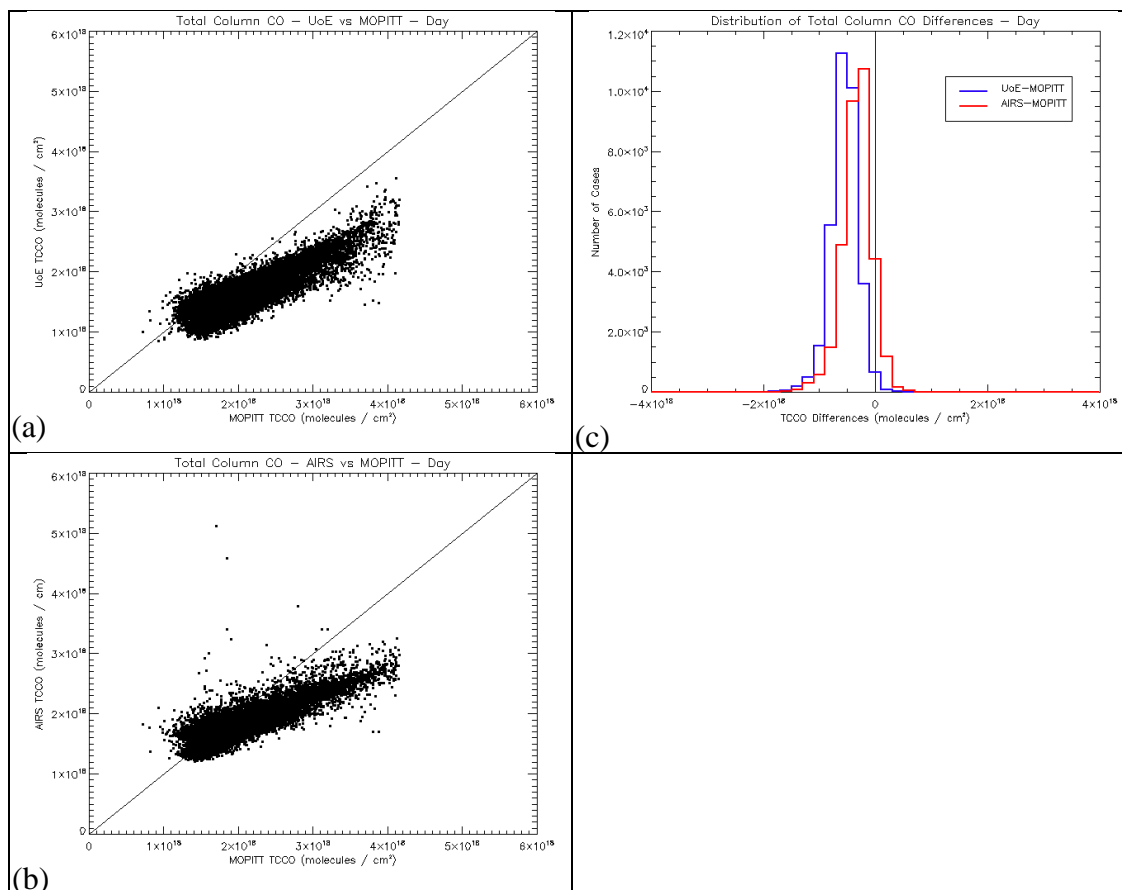 Total Column CO – UoE vs MOPITT – Day
6×10¹⁸
5×10¹⁸
4×10¹⁸
3×10¹⁸
2×10¹⁸
1×10¹⁸
0
UoE TCCO (molecules / cm²)
0 1×10¹⁸ 2×10¹⁸ 3×10¹⁸ 4×10¹⁸ 5×10¹⁸ 6×10¹⁸
MOPITT TCCO (molecules / cm²)
(a)
Distribution of Total Column CO Differences – Day
1.2×10⁴
1.0×10⁴
8.0×10³
6.0×10³
4.0×10³
2.0×10³
0
Number of Cases
UoE–MOPITT
AIRS–MOPITT
−4×10¹⁸ −2×10¹⁸ 0 2×10¹⁸ 4×10¹⁸
TCCO Differences (molecules / cm²)
(c)
Total Column CO – AIRS vs MOPITT – Day
6×10¹⁸
5×10¹⁸
4×10¹⁸
3×10¹⁸
2×10¹⁸
1×10¹⁸
0
AIRS TCCO (molecules / cm)
0 1×10¹⁸ 2×10¹⁸ 3×10¹⁸ 4×10¹⁸ 5×10¹⁸ 6×10¹⁸
MOPITT TCCO (molecules / cm²)
(b)